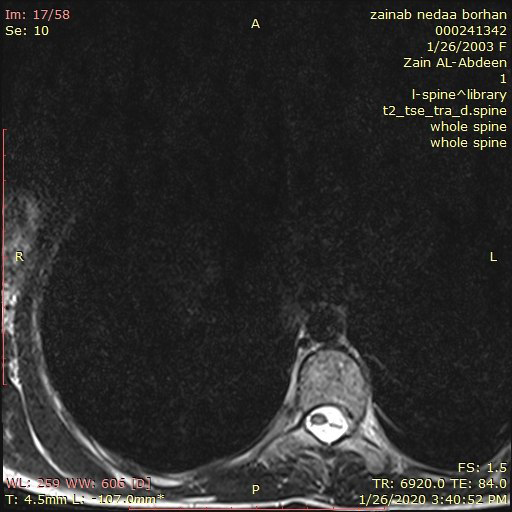 Im: 17/58
Se: 10
A
zainab nedaa borhan
000241342
1/26/2003 F
Zain AL-Abdeen
1
l-spine^library
t2_tse_tra_d.spine
whole spine
whole spine
R
L
WL: 259 WW: 606 [D]
T: 4.5mm L: -107.0mm*
P
FS: 1.5
TR: 6920.0 TE: 84.0
1/26/2020 3:40:52 PM